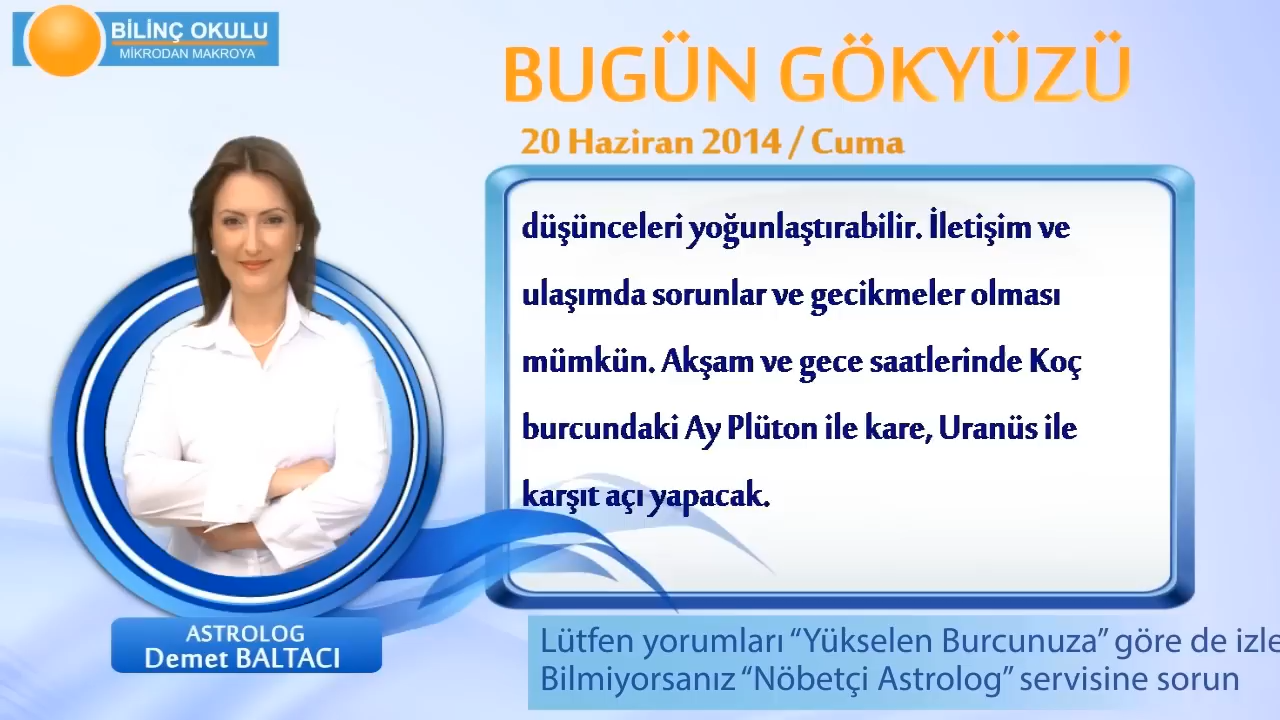 BİLİNÇ OKULU
MİKRODAN MAKROYA
BUGÜN GÖKYÜZÜ
20 Haziran 2014 / Cuma
düşünceleri yoğunlaştırabilir. İletişim ve
ulaşımda sorunlar ve gecikmeler olması
mümkün. Akşam ve gece saatlerinde Koç
burcundaki Ay Plüton ile kare, Uranüs ile
karşıt açı yapacak.
ASTROLOG
Demet BALTACI
Lütfen yorumları “Yükselen Burcunuza” göre de izle
Bilmiyorsanız “Nöbetçi Astrolog” servisine sorun